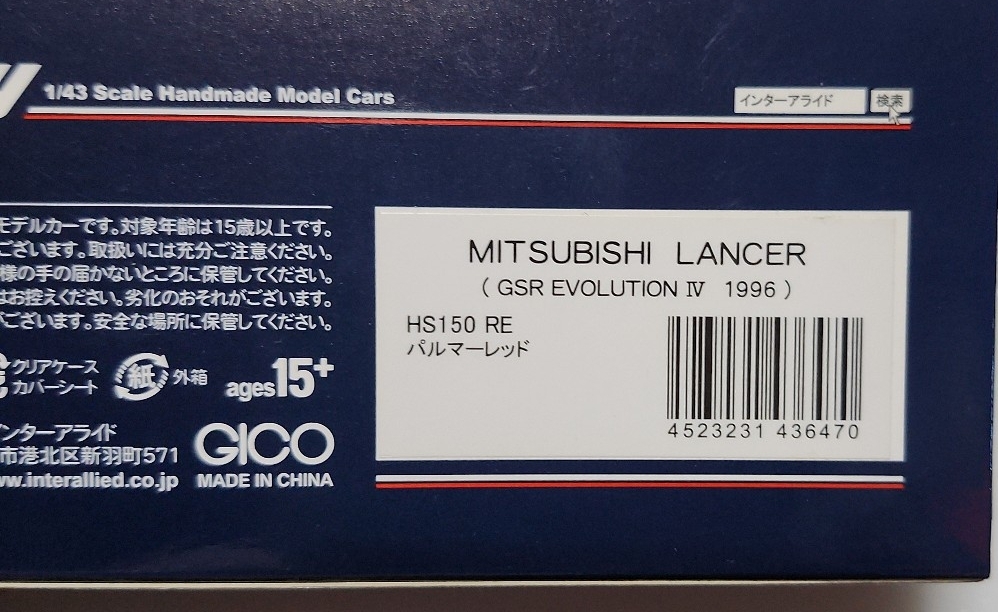 1/43 Scale Handmade Model Cars
インターアライド 検索
モデルカーです。対象年齢は15歳以上です。
ございます。取扱いには充分ご注意ください。
様の手の届かないところに保管してください。
はお控えください。劣化のおそれがございます。
がございます。安全な場所に保管してください。
クリアケース
カバーシート
紙 外箱
ages15+
ンターアライド
市港北区新羽町571
ww.interallied.co.jp
GICO
MADE IN CHINA
MITSUBISHI LANCER
( GSR EVOLUTION Ⅳ 1996 )
HS150 RE
パルマーレッド
4523231 436470